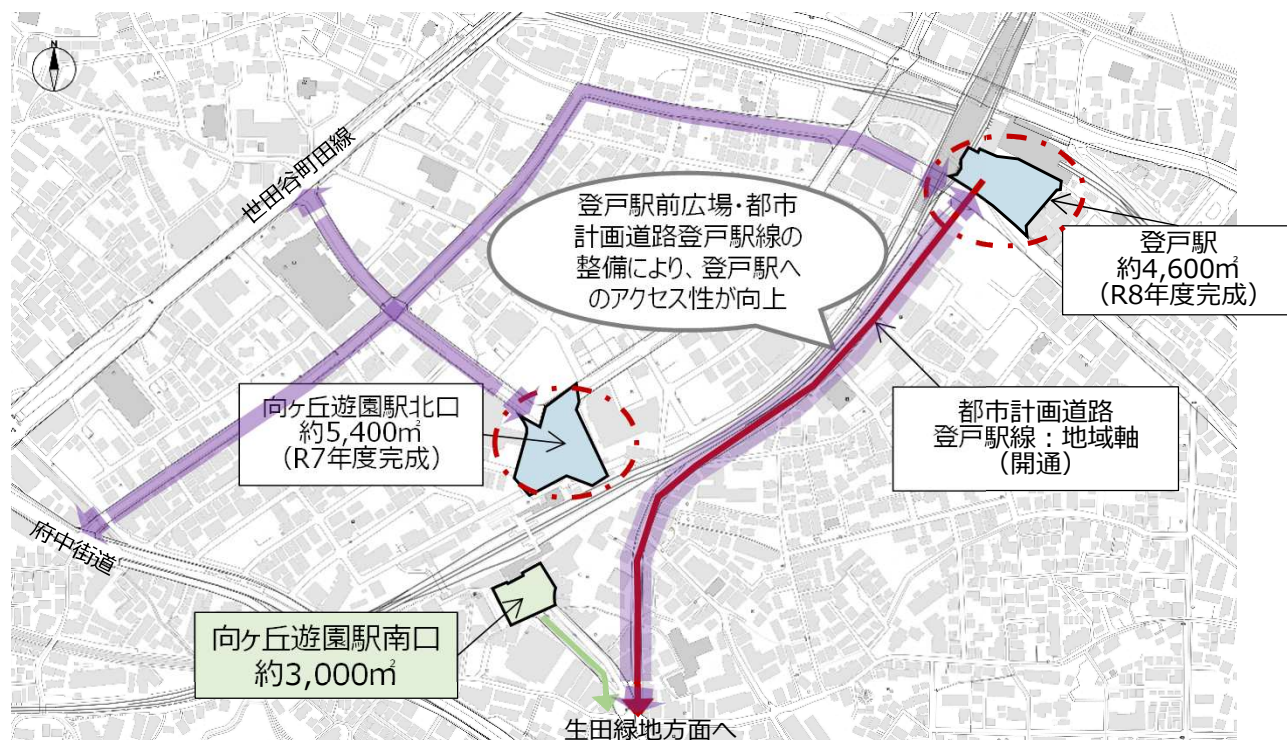 N
世田谷町田線
登戸駅前広場・都市
計画道路登戸駅線の
整備により、登戸駅へ
のアクセス性が向上
登戸駅
約4,600㎡
（R8年度完成）
向ヶ丘遊園駅北口
約5,400㎡
（R7年度完成）
都市計画道路
登戸駅線：地域軸
（開通）
府中街道
向ヶ丘遊園駅南口
約3,000㎡
生田緑地方面へ